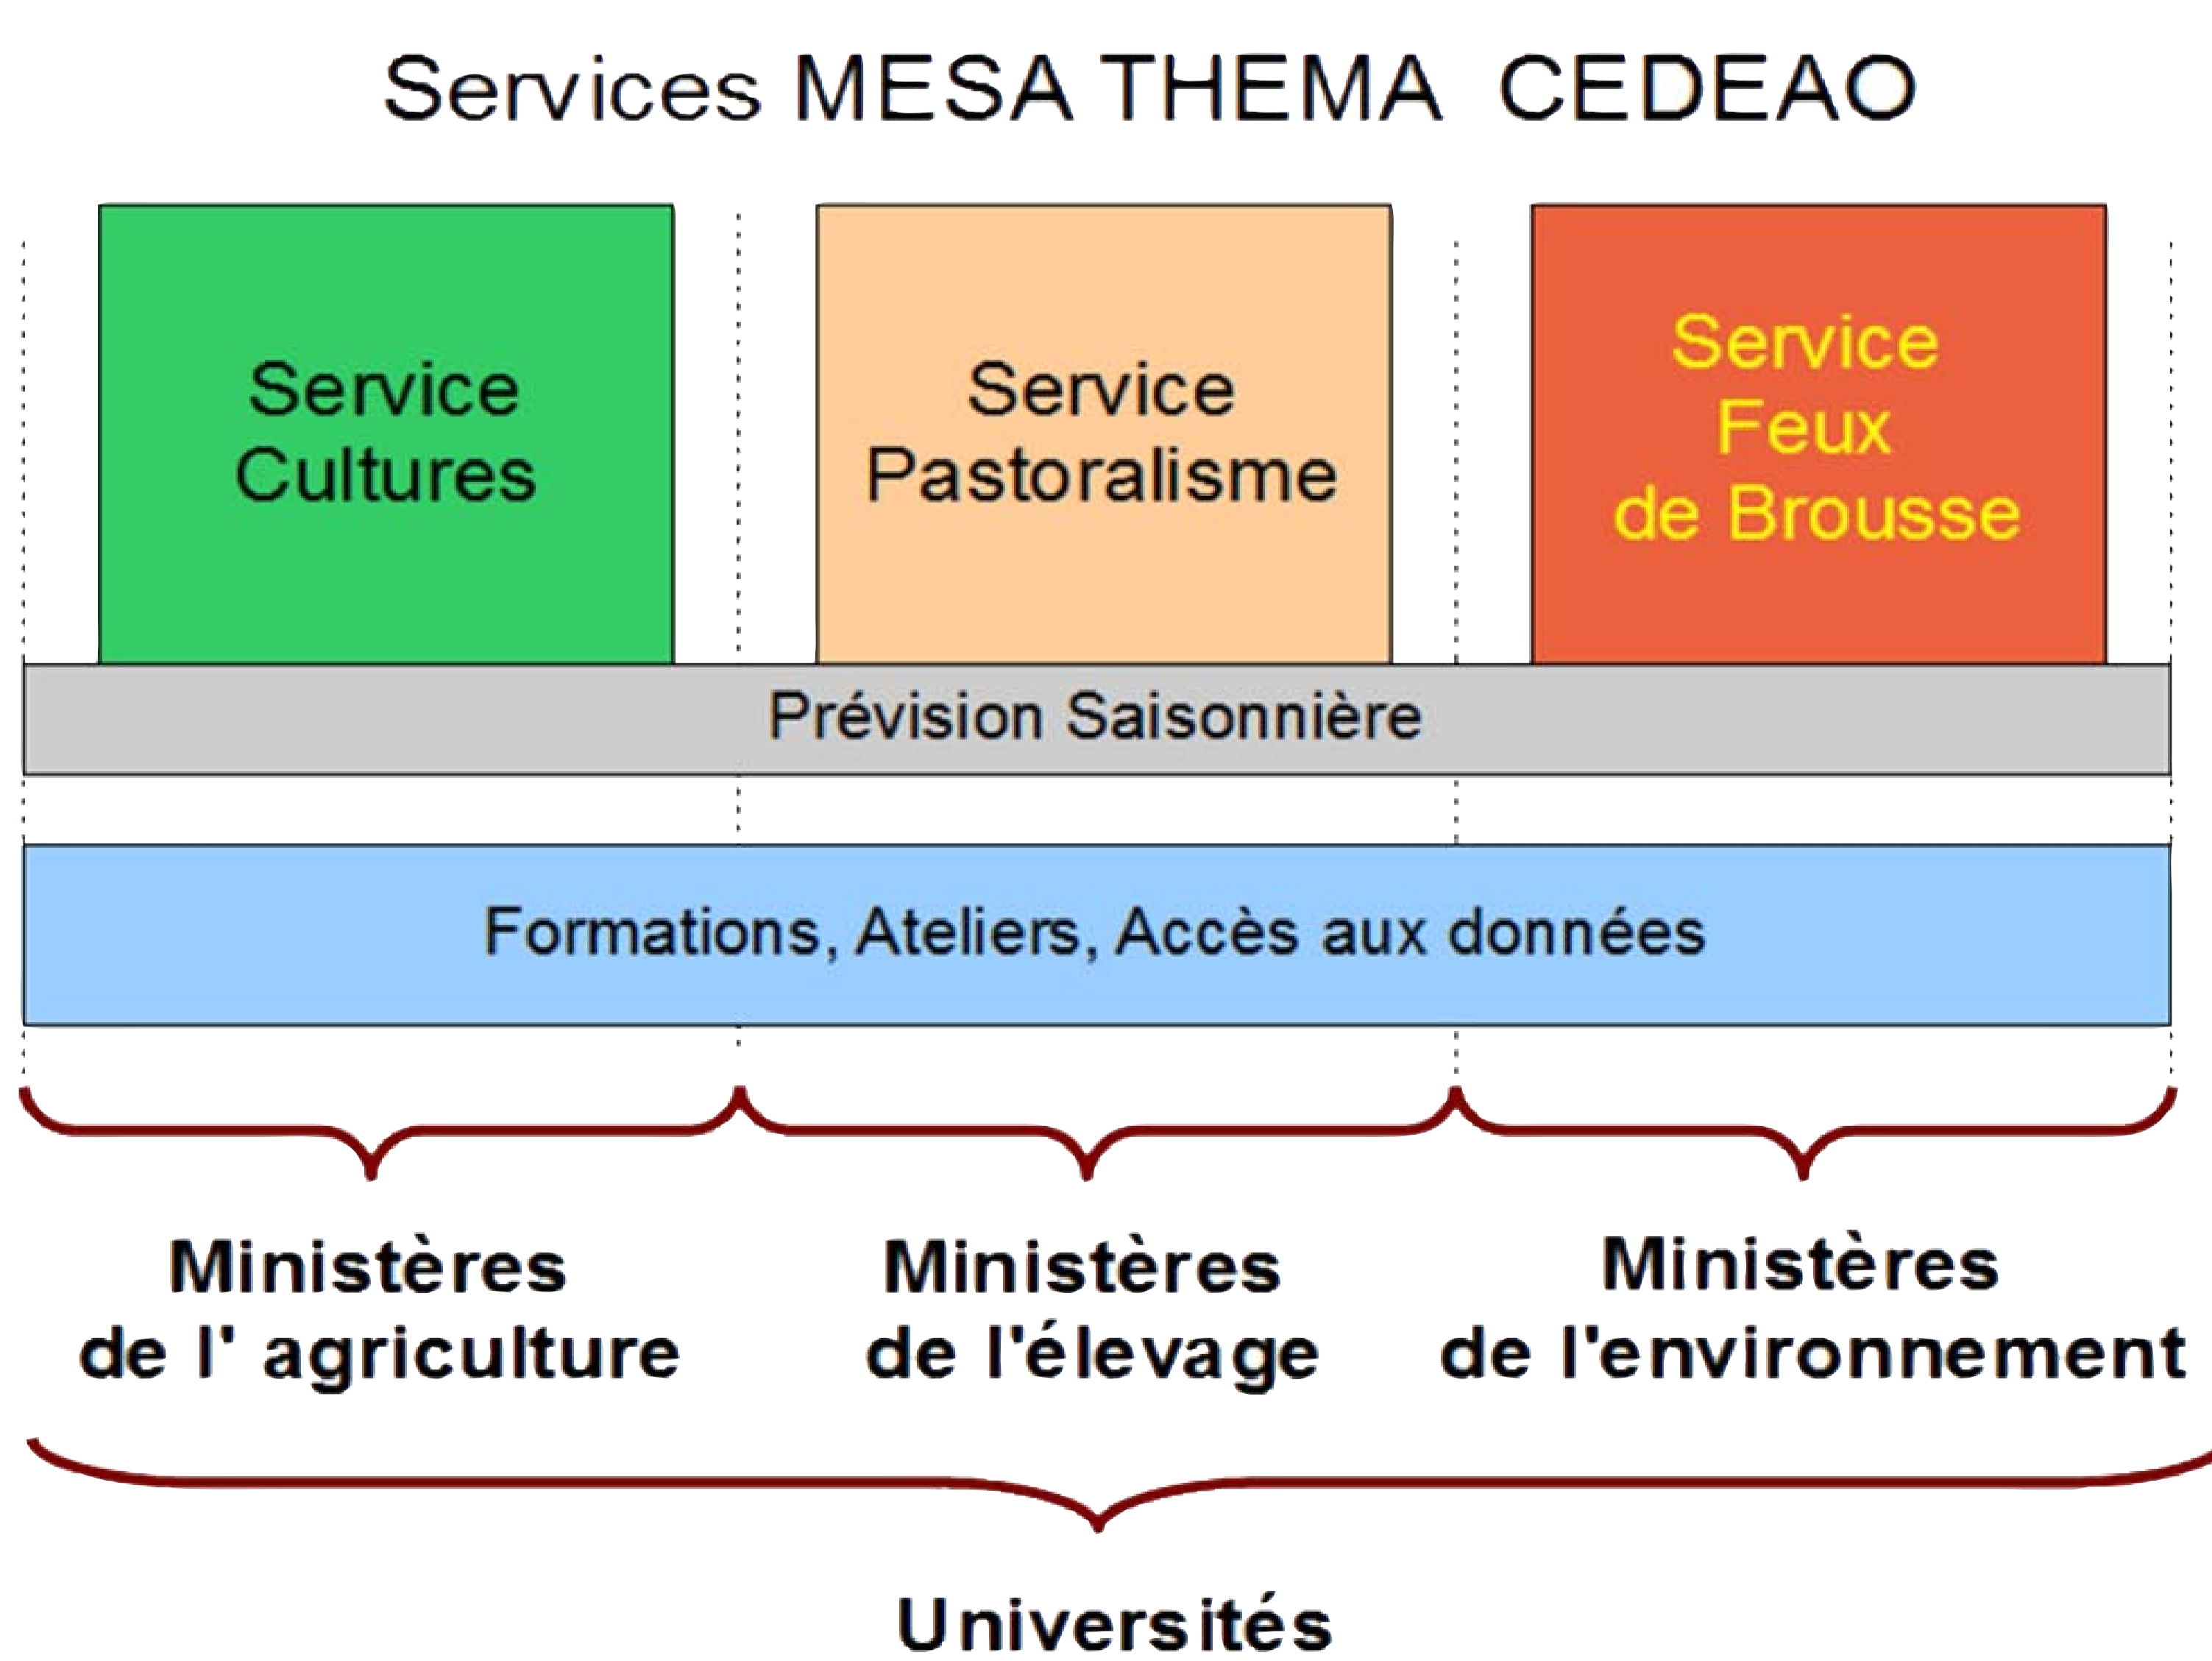 Services MESA THEMA CEDEAO
Service
Cultures
Service
Pastoralisme
Service
Feux
de Brousse
Prévision Saisonnière
Formations, Ateliers, Accès aux données
Ministères
de l' agriculture
Ministères
de l'élevage
Ministères
de l'environnement
Universités